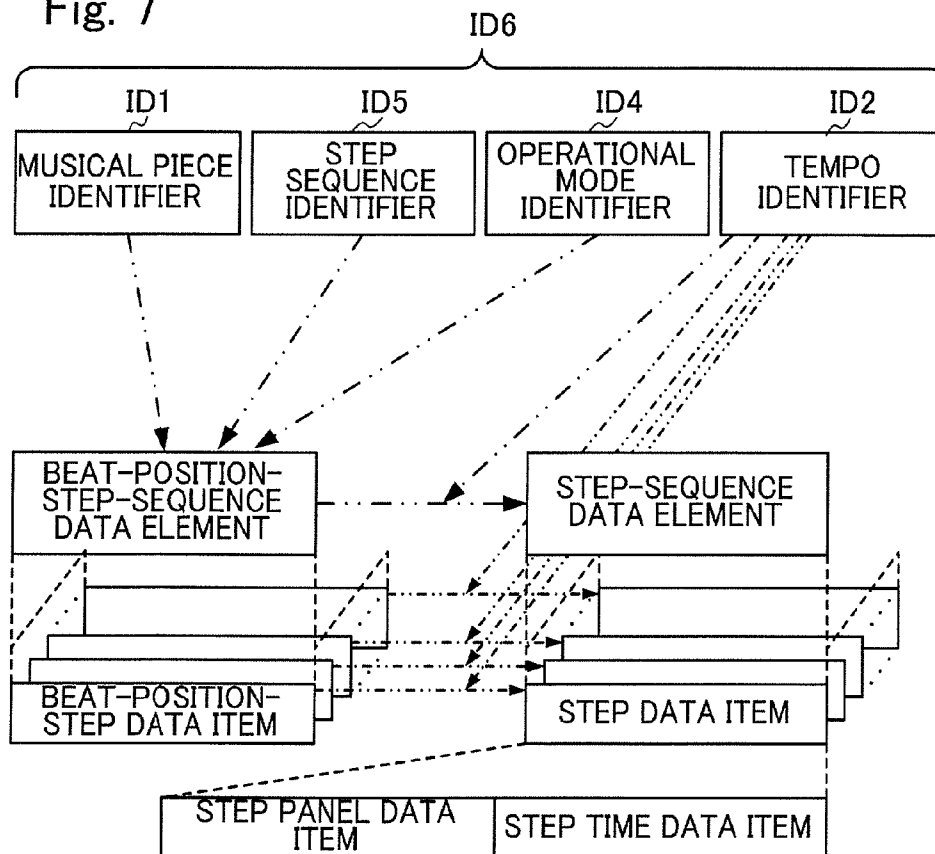 Fig. 7
ID6
ID1
ID5
ID4
ID2
MUSICAL PIECE
IDENTIFIER
STEP
SEQUENCE
IDENTIFIER
OPERATIONAL
MODE
IDENTIFIER
TEMPO
IDENTIFIER
BEAT-POSITION-
STEP-SEQUENCE
DATA ELEMENT
STEP-SEQUENCE
DATA ELEMENT
BEAT-POSITION-
STEP DATA ITEM
STEP DATA ITEM
STEP PANEL DATA
ITEM
STEP TIME DATA ITEM